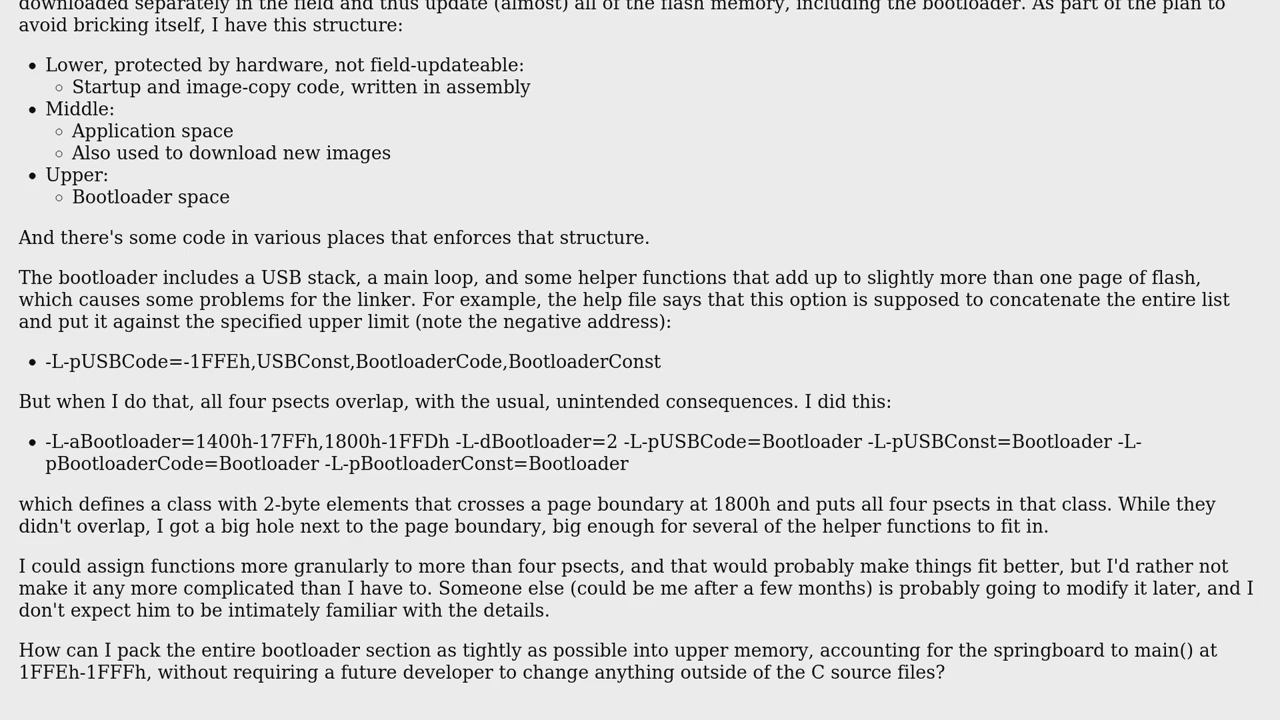 downloaded separately in the field and thus update (almost) all of the flash memory, including the bootloader. As part of the plan to
avoid bricking itself, I have this structure:
• Lower, protected by hardware, not field-updateable:
◦ Startup and image-copy code, written in assembly
• Middle:
◦ Application space
◦ Also used to download new images
• Upper:
◦ Bootloader space
And there's some code in various places that enforces that structure.
The bootloader includes a USB stack, a main loop, and some helper functions that add up to slightly more than one page of flash,
which causes some problems for the linker. For example, the help file says that this option is supposed to concatenate the entire list
and put it against the specified upper limit (note the negative address):
• -L-pUSBCode=-1FFEh,USBConst,BootloaderCode,BootloaderConst
But when I do that, all four psects overlap, with the usual, unintended consequences. I did this:
• -L-aBootloader=1400h-17FFh,1800h-1FFDh -L-dBootloader=2 -L-pUSBCode=Bootloader -L-pUSBConst=Bootloader -L-
pBootloaderCode=Bootloader -L-pBootloaderConst=Bootloader
which defines a class with 2-byte elements that crosses a page boundary at 1800h and puts all four psects in that class. While they
didn't overlap, I got a big hole next to the page boundary, big enough for several of the helper functions to fit in.
I could assign functions more granularly to more than four psects, and that would probably make things fit better, but I'd rather not
make it any more complicated than I have to. Someone else (could be me after a few months) is probably going to modify it later, and I
don't expect him to be intimately familiar with the details.
How can I pack the entire bootloader section as tightly as possible into upper memory, accounting for the springboard to main() at
1FFEh-1FFFh, without requiring a future developer to change anything outside of the C source files?